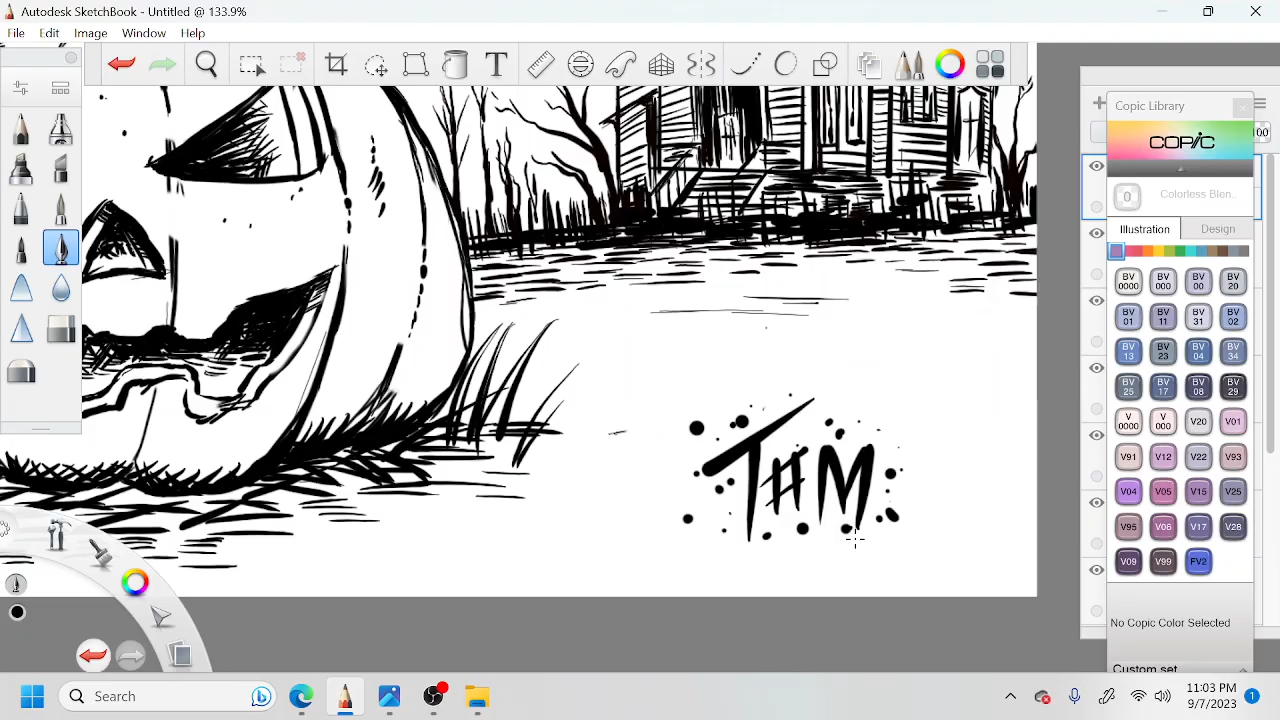 Autodesk SketchBook - Untitled @ 133.9%
File Edit Image Window Help
T
Copic Library
COPIC
0 Colorless Blen..
00
Illustration Design
BV 0000 BV 000 BV 00 BV 20
BV 01 BV 11 BV 31 BV 02
BV 13 BV 23 BV 04 BV 34
BV 25 BV 17 BV 08 BV 29
V 0000 V 000 V20 V01
V91 V12 V22 V93
V04 V05 V15 V25
V95 V06 V17 V28
V09 V99 FV2
No Copic Color Selected
Custom set
Search
11:03 PM
9/7/2023
1